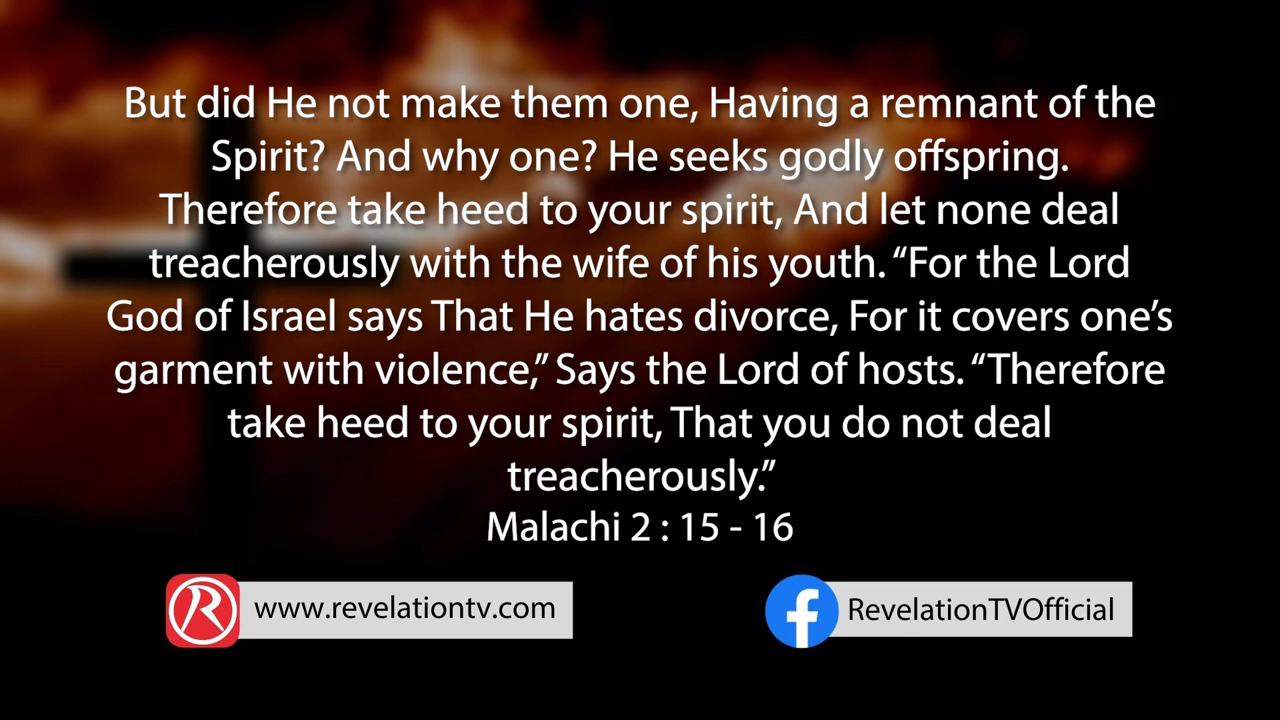 But did He not make them one, Having a remnant of the
Spirit? And why one? He seeks godly offspring.
Therefore take heed to your spirit, And let none deal
treacherously with the wife of his youth. “For the Lord
God of Israel says That He hates divorce, For it covers one’s
garment with violence,” Says the Lord of hosts. “Therefore
take heed to your spirit, That you do not deal
treacherously.”
Malachi 2 : 15 - 16
R www.revelationtv.com
f RevelationTVOfficial